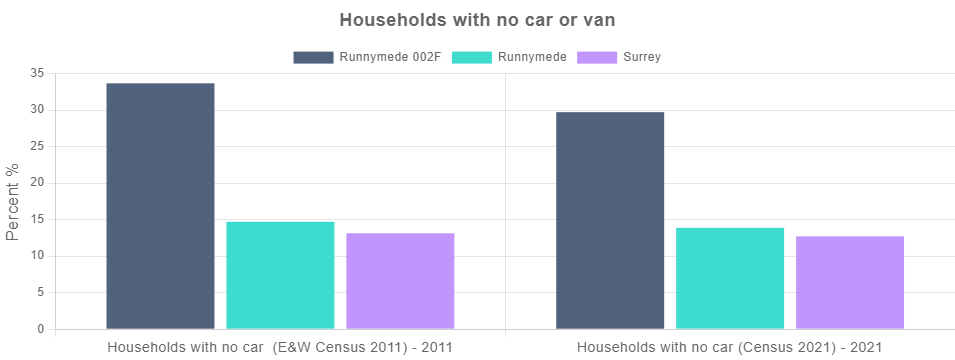 Households with no car or van
Runnymede 002F Runnymede Surrey
35
30
25
20
15
10
5
0
Percent %
Households with no car  (E&W Census 2011) - 2011
Households with no car (Census 2021) - 2021